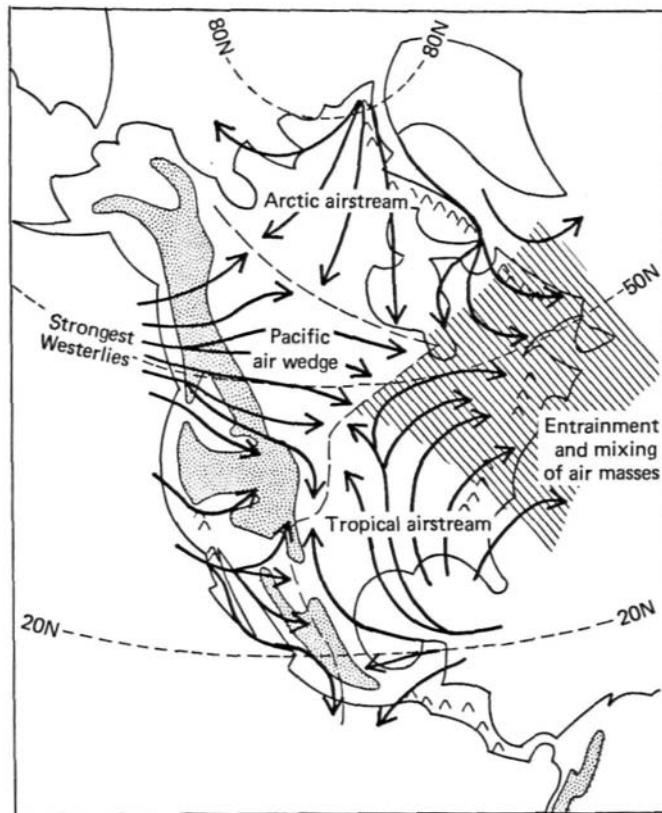 80N
80N
Arctic airstream
50N
Strongest
Westerlies
Pacific
air wedge
Entrainment
and mixing
of air masses
Tropical airstream
20N
20N